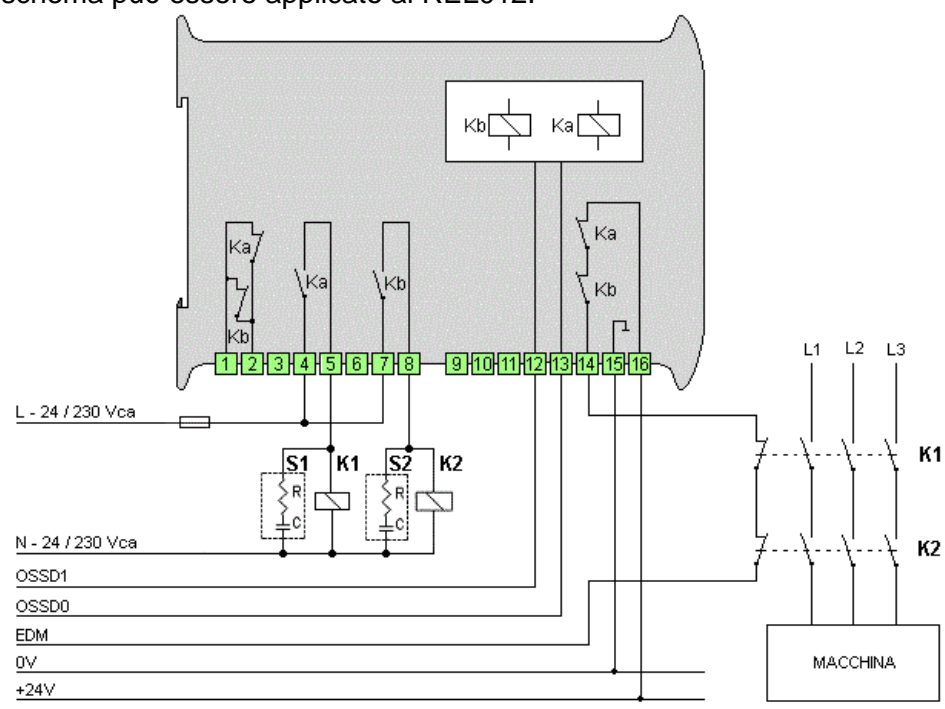 schema può essere applicato al RE2012.
Kb Ka
Ka Ka Kb Ka
Kb Kb
1 2 3 4 5 6 7 8 9 10 11 12 13 14 15 16
L1 L2 L3
L - 24 / 230 Vca
S1 K1 S2 K2 K1
R R
C C
N - 24 / 230 Vca K2
OSSD1
OSSD0
EDM
0V MACCHINA
+24V